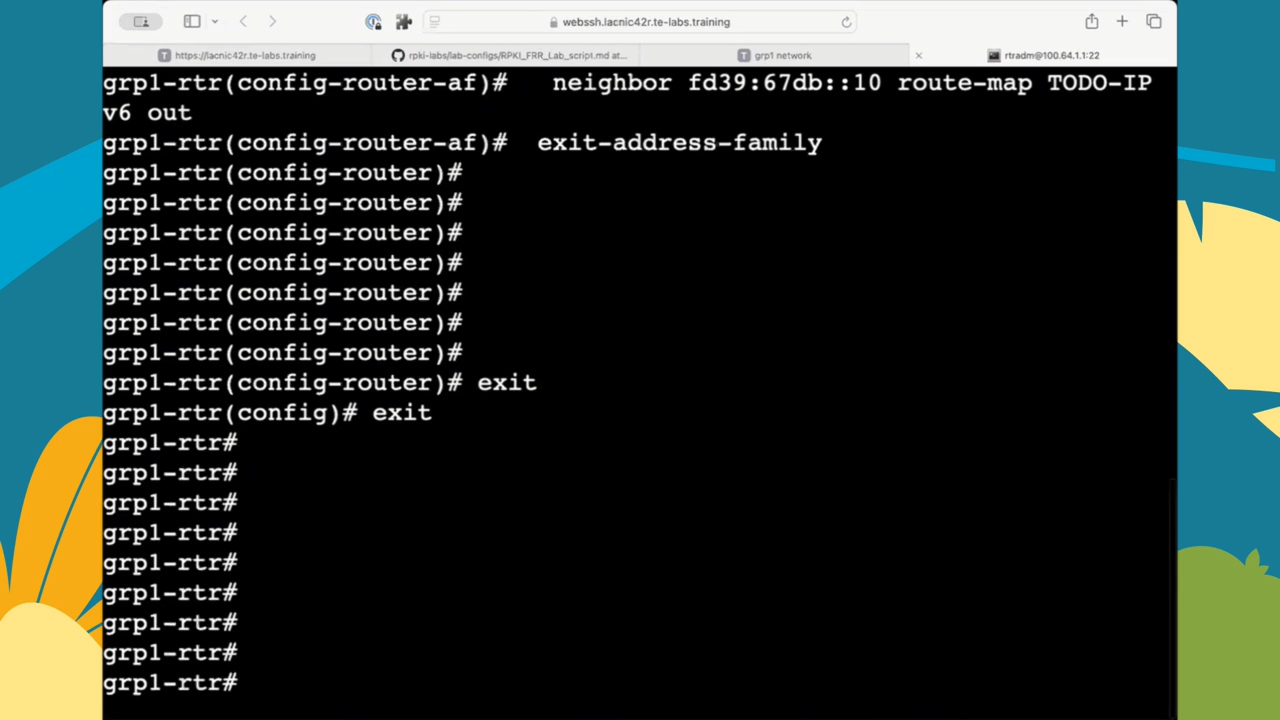 webssh.lacnic42r.te-labs.training
https://lacnic42r.te-labs.training
rpki-labs/lab-configs/RPKI_FRR_Lab_script.md at...
grp1 network
rtradm@100.64.1.1:22
grp1-rtr(config-router-af)#   neighbor fd39:67db::10 route-map TODO-IP
v6 out
grp1-rtr(config-router-af)#  exit-address-family
grp1-rtr(config-router)#
grp1-rtr(config-router)#
grp1-rtr(config-router)#
grp1-rtr(config-router)#
grp1-rtr(config-router)#
grp1-rtr(config-router)#
grp1-rtr(config-router)#
grp1-rtr(config-router)# exit
grp1-rtr(config)# exit
grp1-rtr#
grp1-rtr#
grp1-rtr#
grp1-rtr#
grp1-rtr#
grp1-rtr#
grp1-rtr#
grp1-rtr#
grp1-rtr#